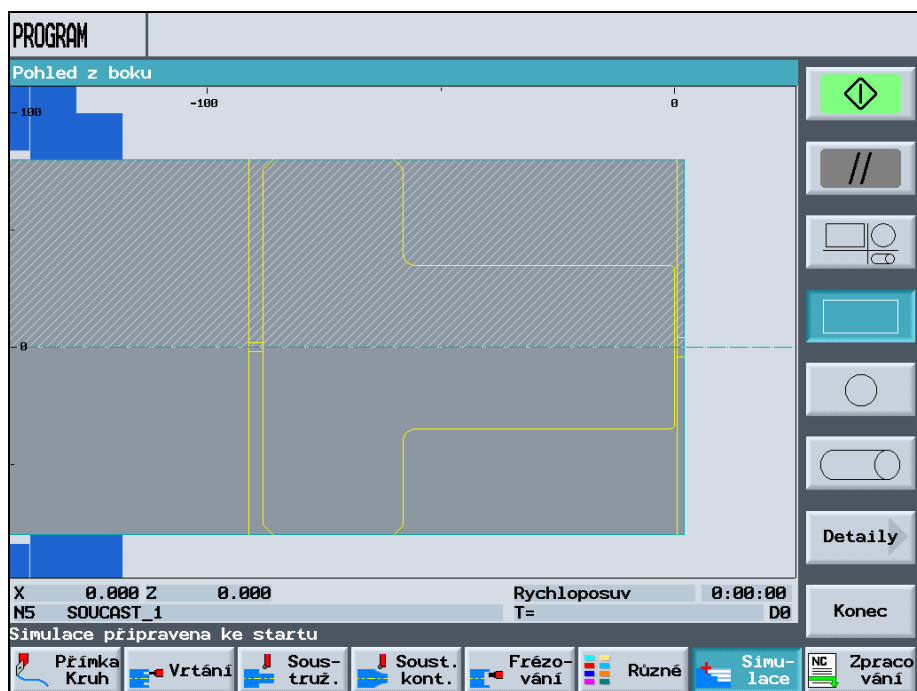 PROGRAM
Pohled z boku
-100
0
-100
-0
Detaily
X 0.000 Z 0.000 Rychloposuv 0:00:00
N5 SOUCAST_1 T= D0
Konec
Simulace připravena ke startu
Přímka
Kruh
Vrtání
Sous-
truž.
Soust.
kont.
Frézo-
vání
Různé
Simu-
lace
NC
Zpraco
vání